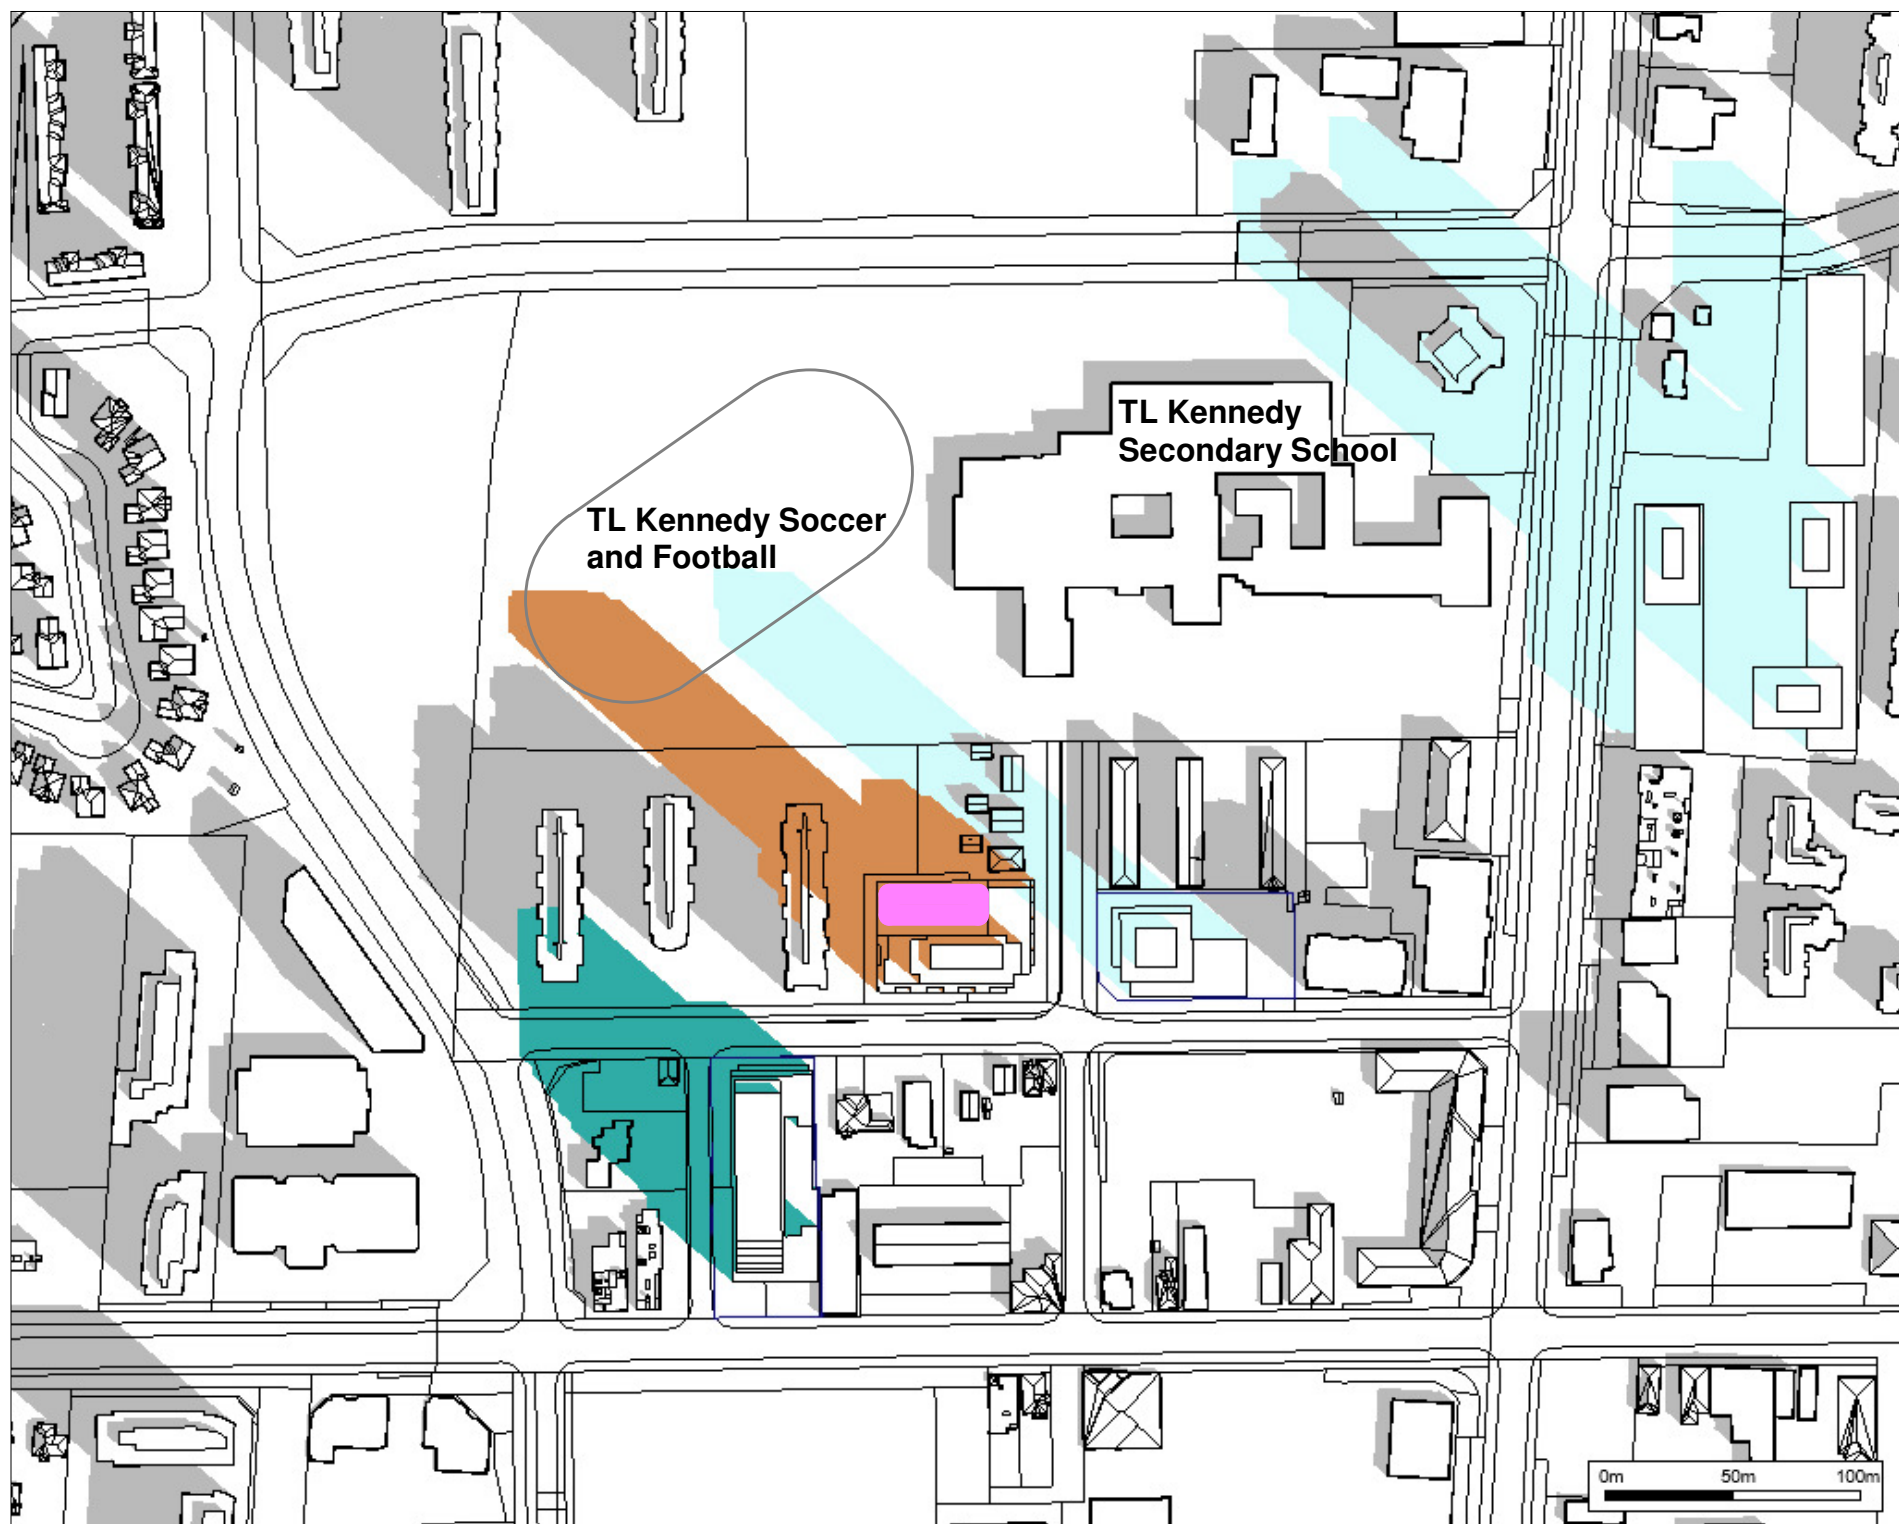 TL Kennedy
Secondary School
TL Kennedy Soccer
and Football
0m 50m 100m